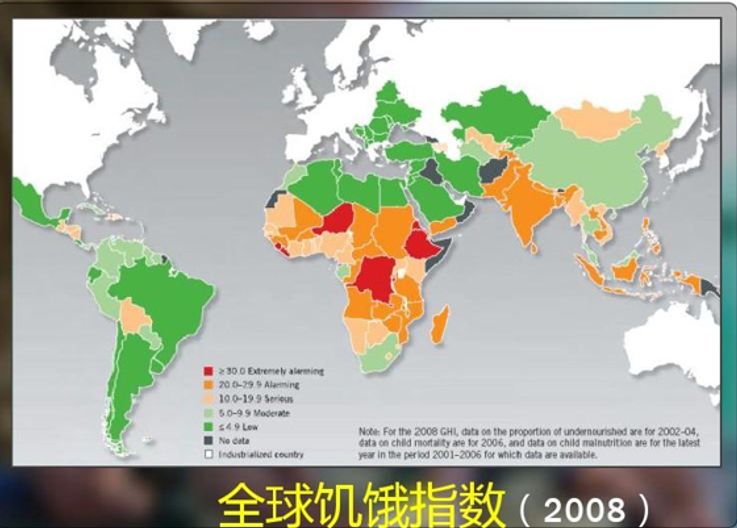 ≥30.0 Extremely alarming
20.0–29.9 Alarming
10.0–19.9 Serious
5.0–9.9 Moderate
≤4.9 Low
No data
Industrialized country
Note: For the 2008 GHI, data on the proportion of undernourished are for 2002–04,
data on child mortality are for 2006, and data on child malnutrition are for the latest
year in the period 2001–2006 for which data are available.
全球饥饿指数（2008）